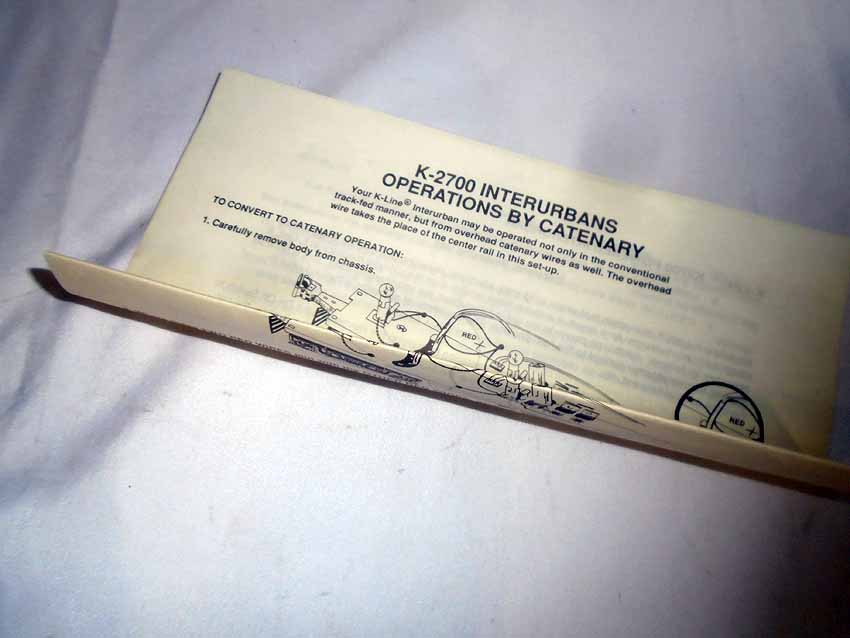 K-2700 INTERURBANS
OPERATIONS BY CATENARY
Your K-Line® Interurban may be operated not only in the conventional
track-fed manner, but from overhead catenary wires as well. The overhead
wire takes the place of the center rail in this set-up.
TO CONVERT TO CATENARY OPERATION:
1. Carefully remove body from chassis.
RED
RED